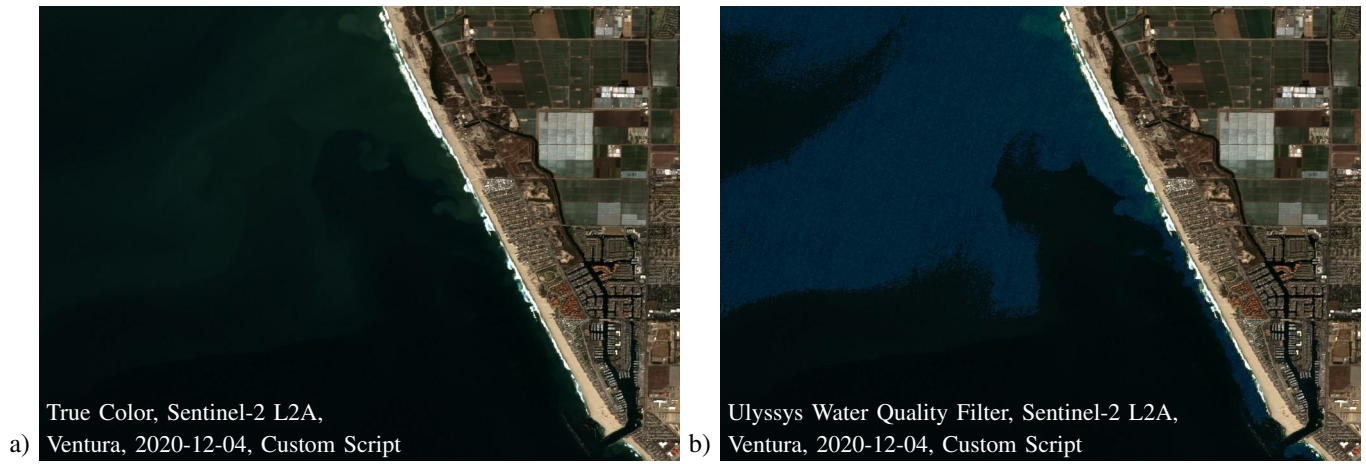 a)
True Color, Sentinel-2 L2A,
Ventura, 2020-12-04, Custom Script
b)
Ulyssys Water Quality Filter, Sentinel-2 L2A,
Ventura, 2020-12-04, Custom Script